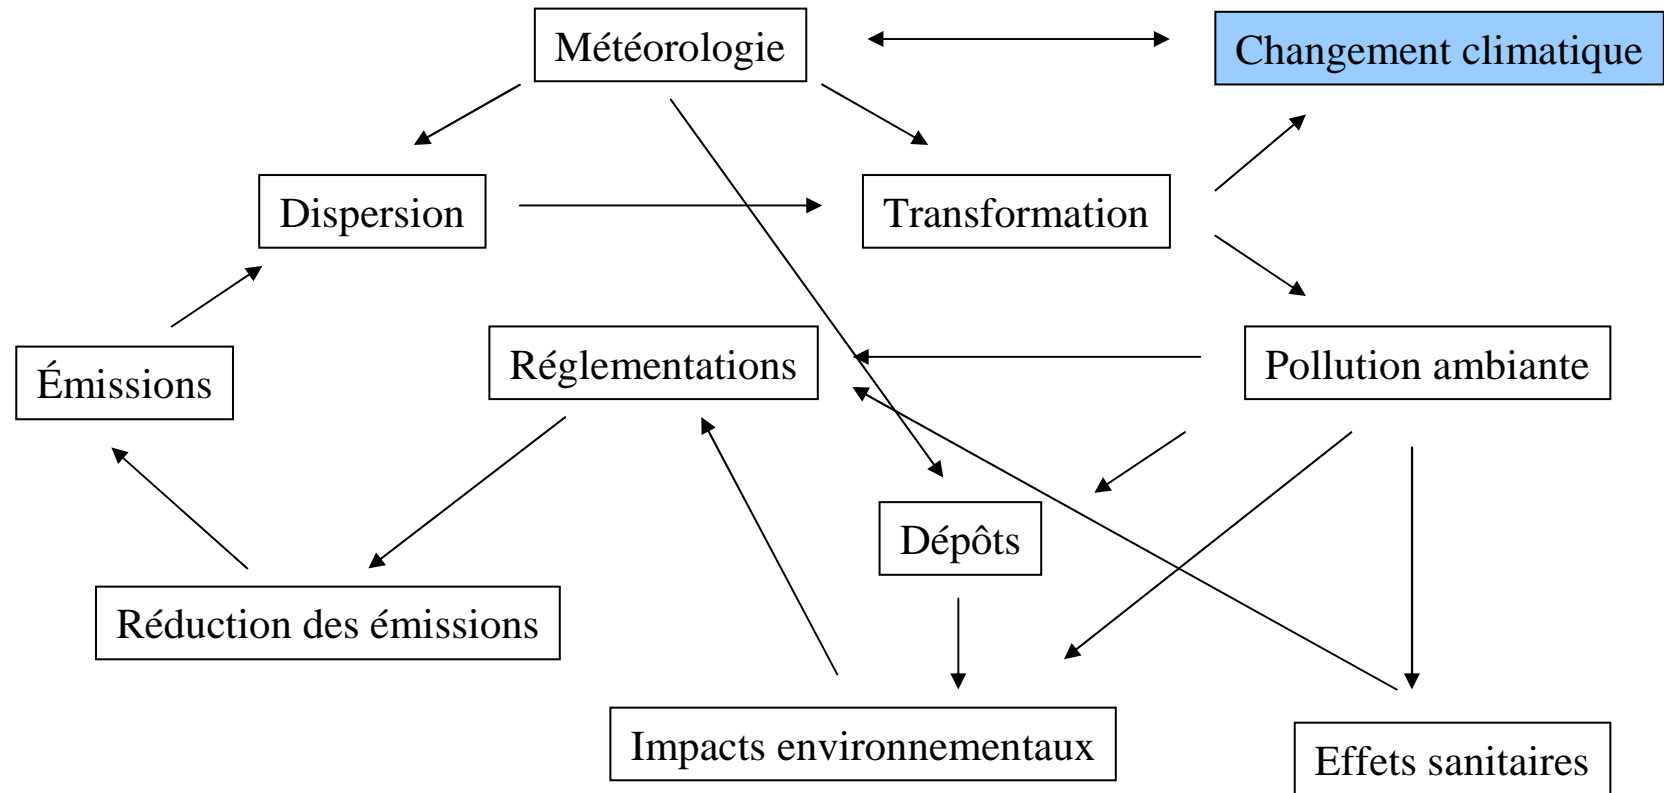 Météorologie
Changement climatique
Dispersion
Transformation
Émissions
Réglementations
Pollution ambiante
Dépôts
Réduction des émissions
Impacts environnementaux
Effets sanitaires